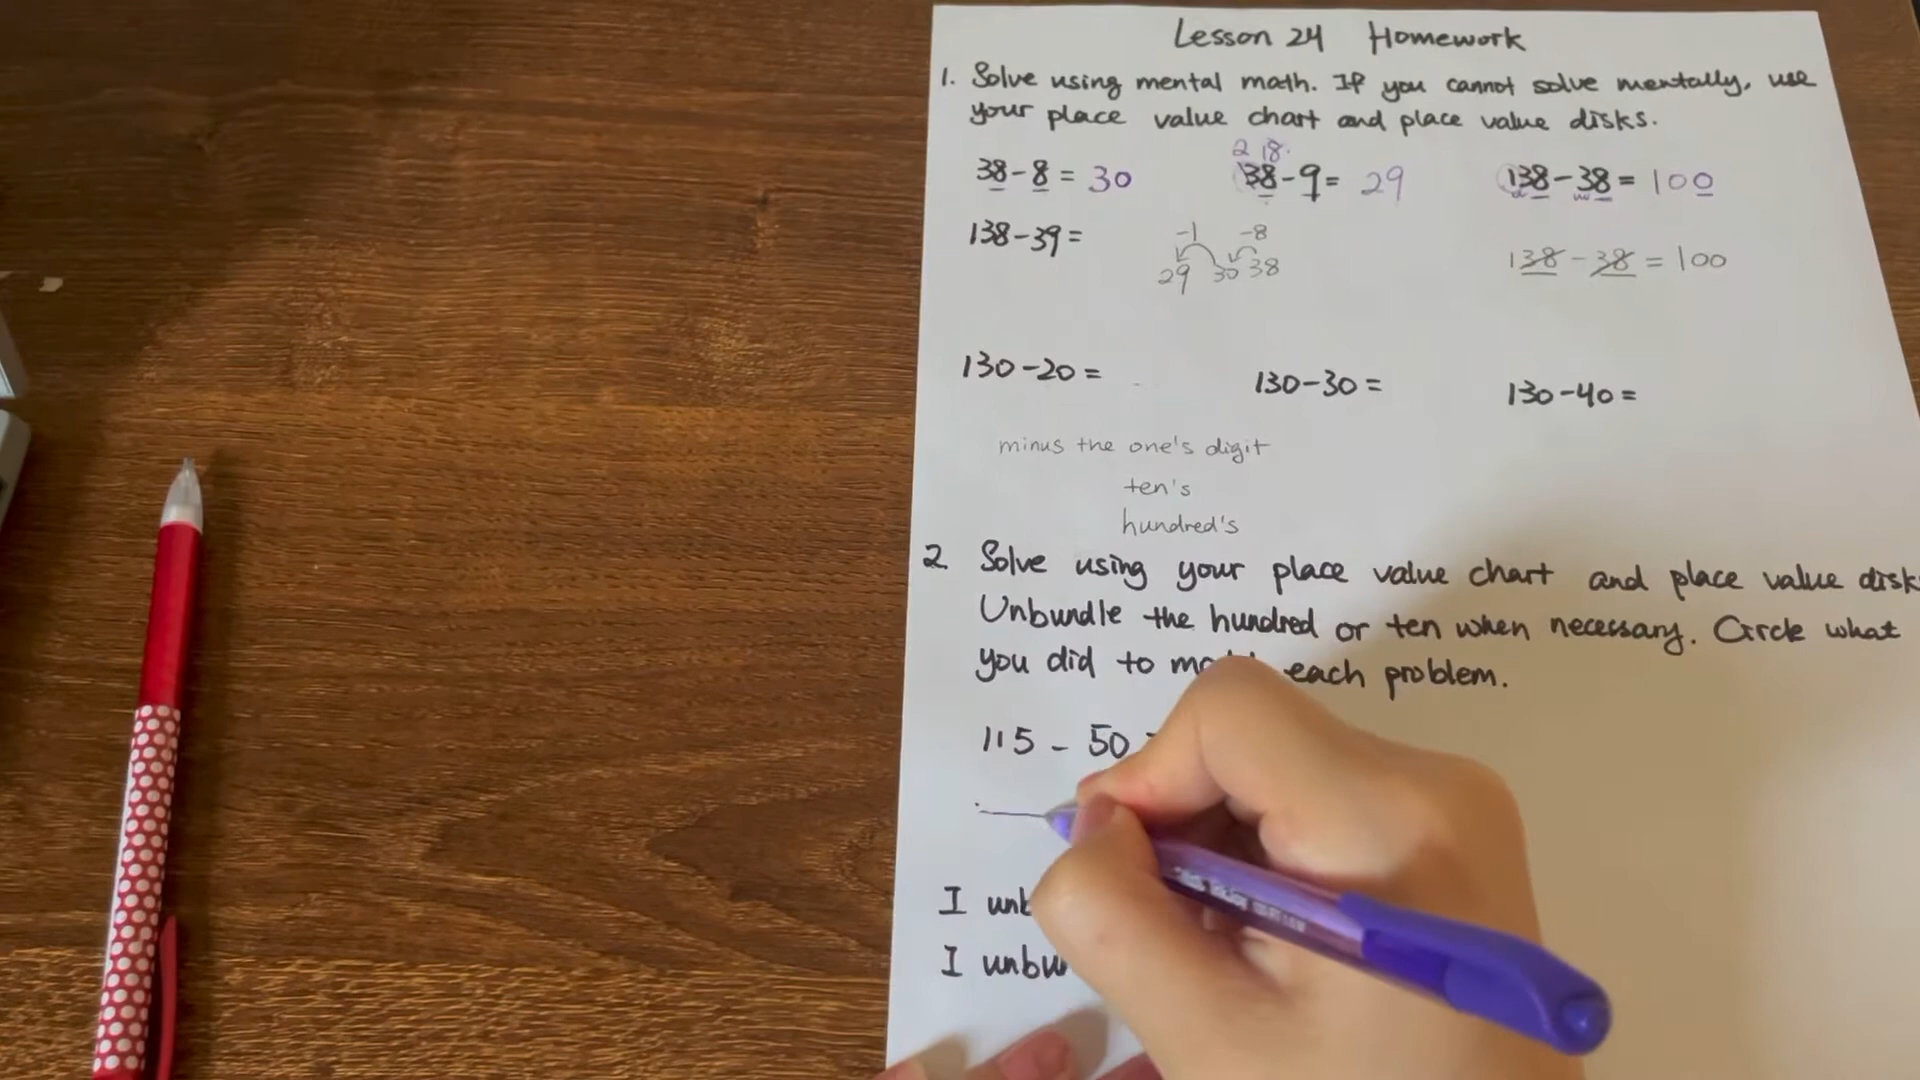 Lesson 24 Homework
1. Solve using mental math. If you cannot solve mentally, use
your place value chart and place value disks.
2 18
38-8 = 30 38-9= 29 138-38= 100
138-39=
-1 -8
29 30 38
138-38 = 100
130-20= 130-30= 130-40=
minus the one's digit
ten's
hundred's
2. Solve using your place value chart and place value disk
Unbundle the hundred or ten when necessary. Circle what
you did to each problem.
115 - 50
I
I